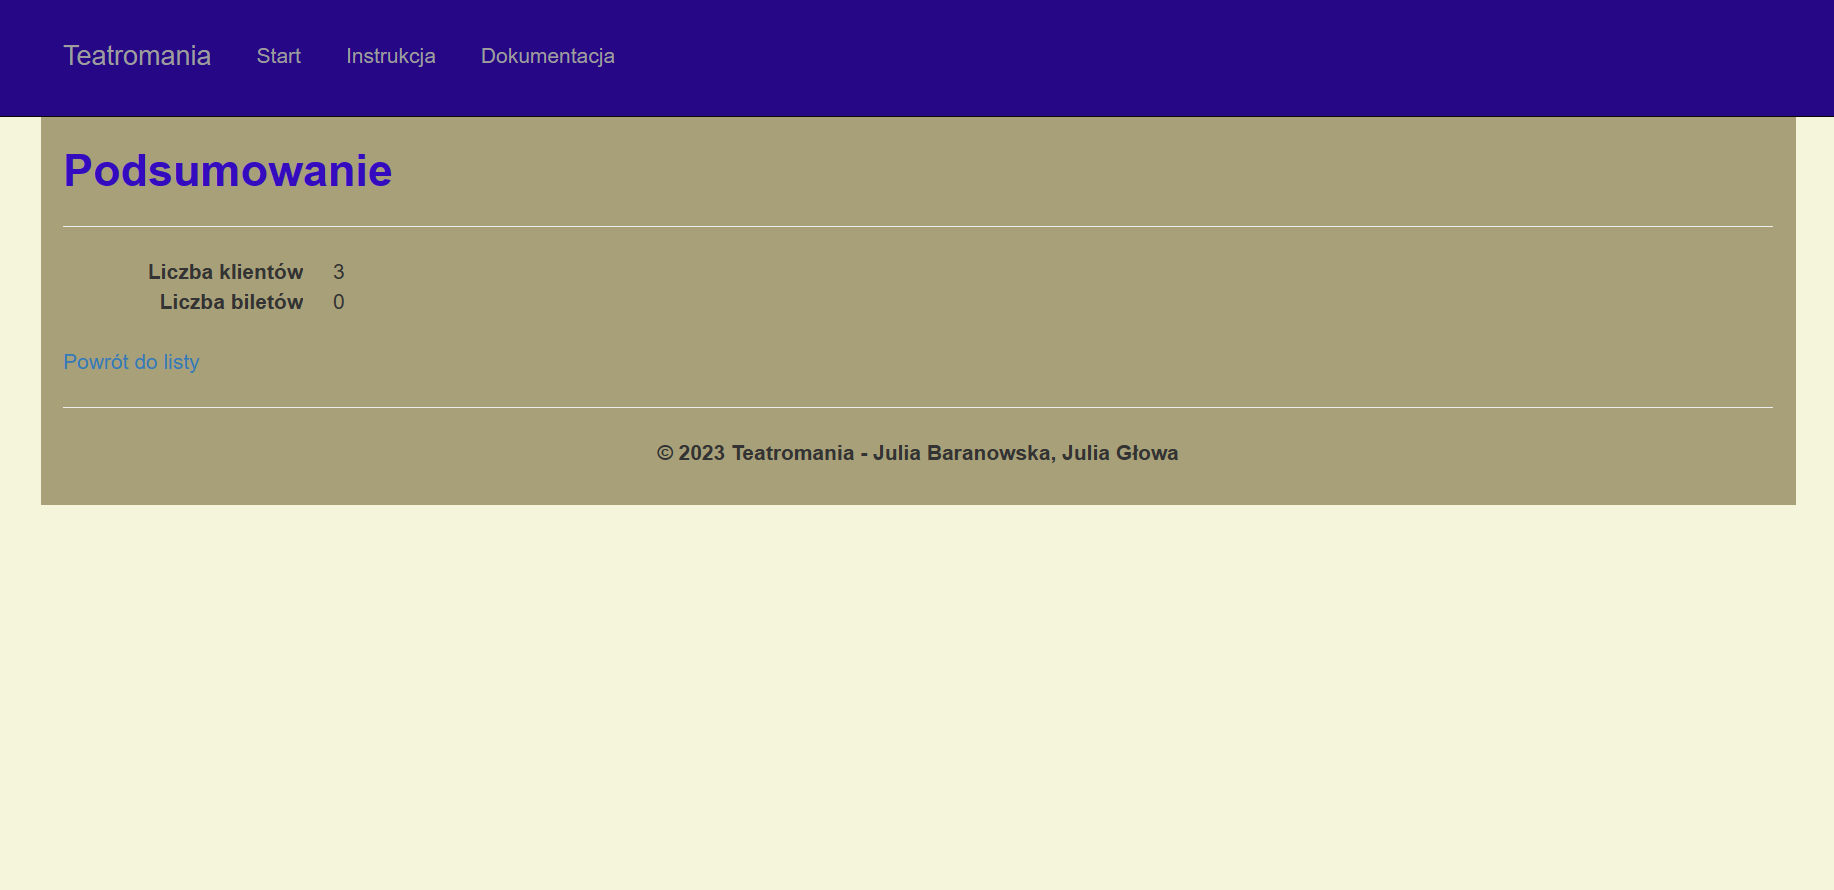 Teatromania Start Instrukcja Dokumentacja
Podsumowanie
Liczba klientów 3
Liczba biletów 0
Powrót do listy
© 2023 Teatromania - Julia Baranowska, Julia Głowa